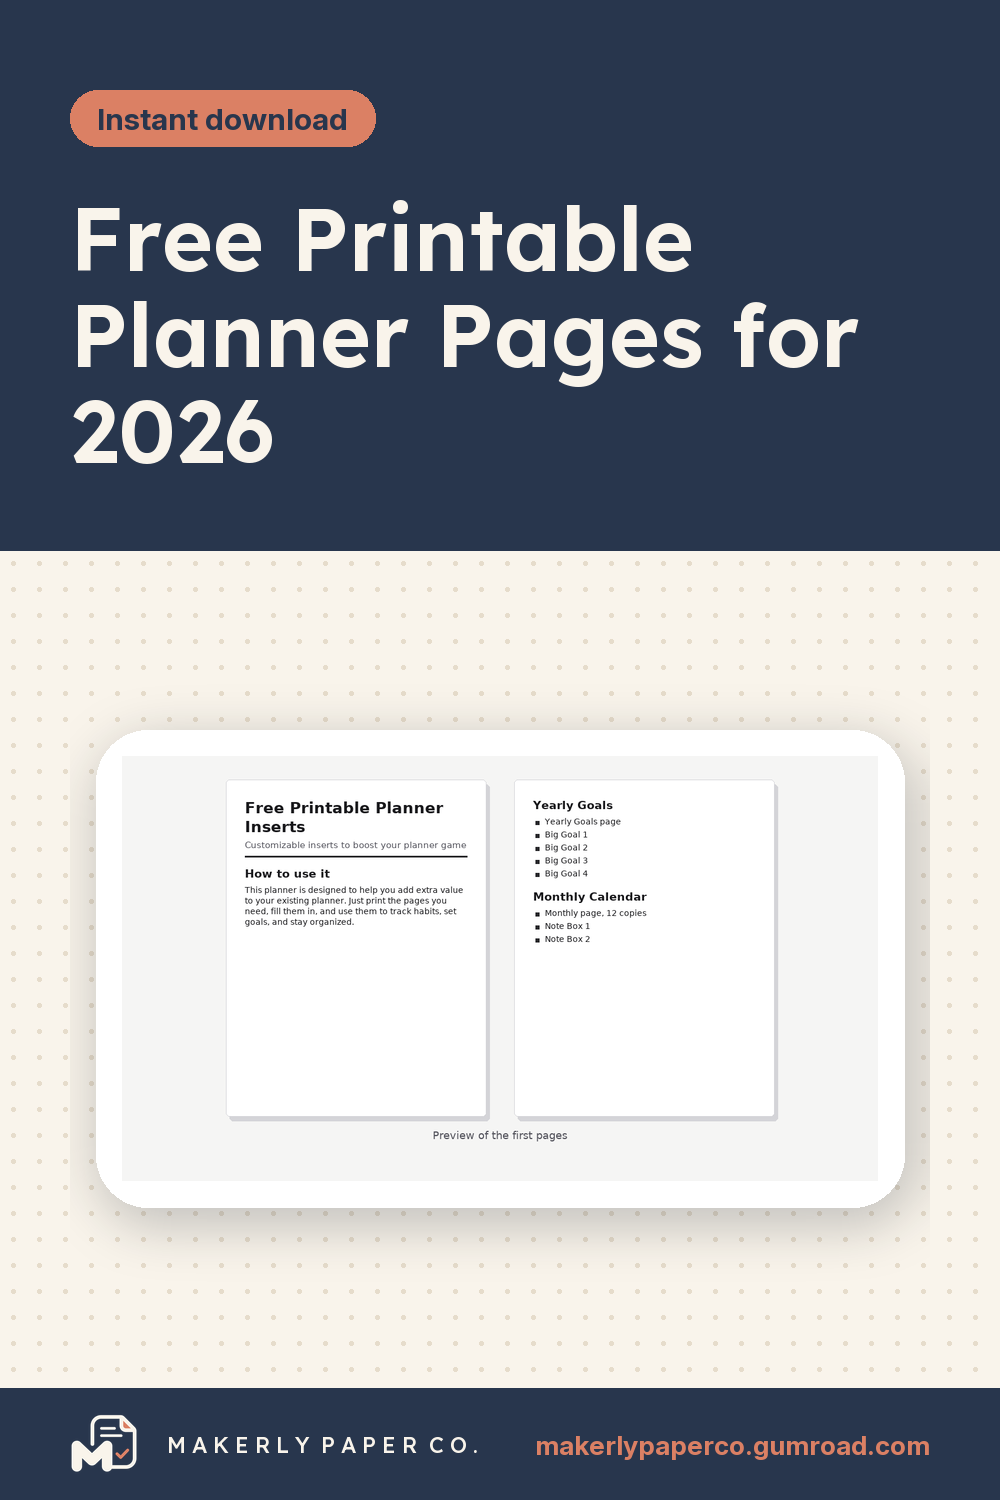 Instant download
Free Printable
Planner Pages for
2026
Free Printable Planner
Inserts
Customizable inserts to boost your planner game
How to use it
This planner is designed to help you add extra value
to your existing planner. Just print the pages you
need, fill them in, and use them to track habits, set
goals, and stay organized.
Yearly Goals
▪ Yearly Goals page
▪ Big Goal 1
▪ Big Goal 2
▪ Big Goal 3
▪ Big Goal 4
Monthly Calendar
▪ Monthly page, 12 copies
▪ Note Box 1
▪ Note Box 2
Preview of the first pages
M
MAKERLY PAPER CO.
makerlypaperco.gumroad.com